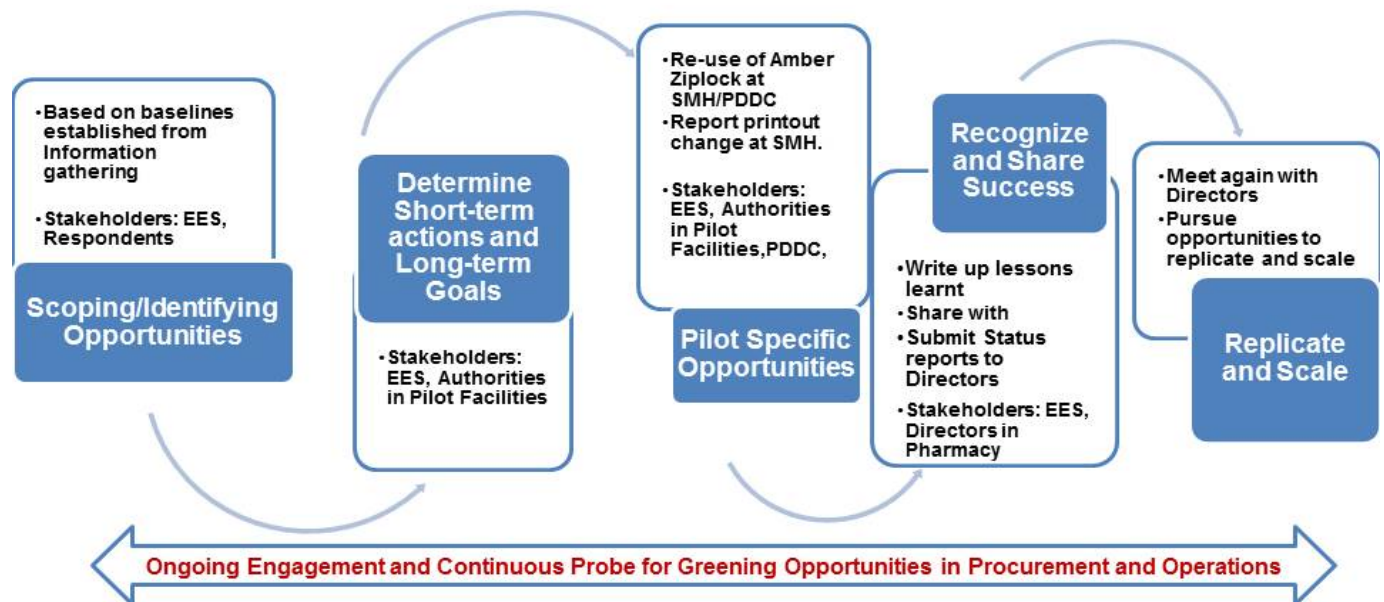 • Based on baselines
established from
Information
gathering
• Stakeholders: EES,
Respondents
Scoping/Identifying
Opportunities
Determine
Short-term
actions and
Long-term
Goals
• Stakeholders:
EES, Authorities
in Pilot Facilities
• Re-use of Amber
Ziplock at
SMH/PDDC
• Report printout
change at SMH.
• Stakeholders:
EES, Authorities
in Pilot
Facilities,PDDC,
Pilot Specific
Opportunities
Recognize
and Share
Success
• Write up lessons
learnt
• Share with
• Submit Status
reports to
Directors
• Stakeholders: EES,
Directors in
Pharmacy
• Meet again with
Directors
• Pursue
opportunities to
replicate and scale
Replicate
and Scale
Ongoing Engagement and Continuous Probe for Greening Opportunities in Procurement and Operations